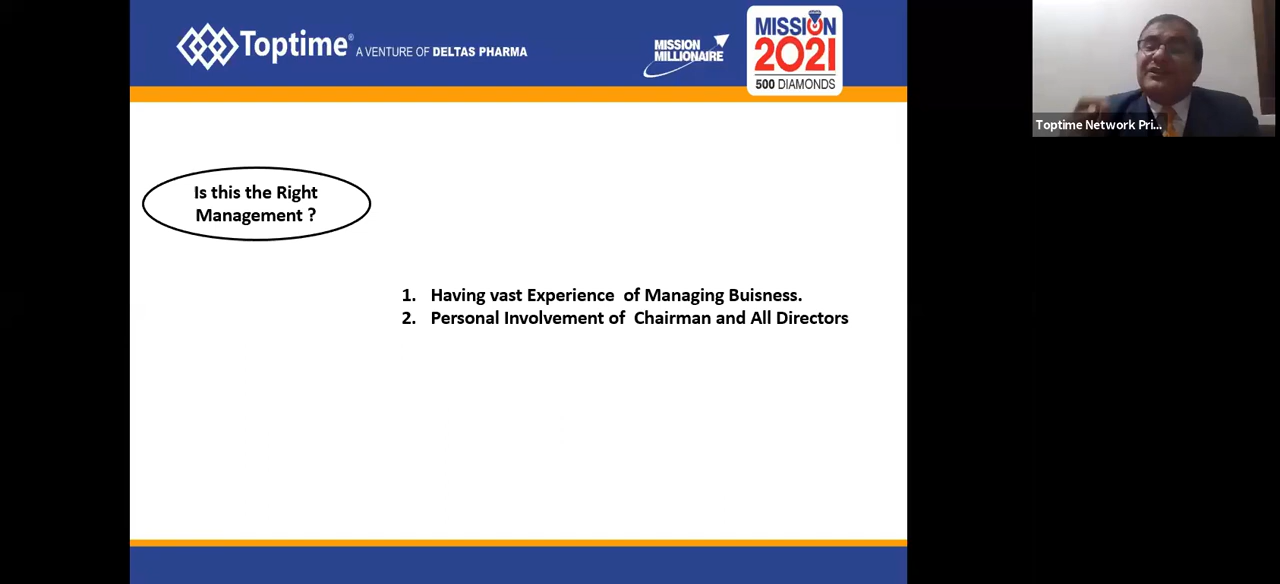 Toptime® A VENTURE OF DELTAS PHARMA
MISSION
MILLIONAIRE
MISSION
2021
500 DIAMONDS
Toptime Network Pri...
Is this the Right
Management ?
1. Having vast Experience of Managing Buisness.
2. Personal Involvement of Chairman and All Directors